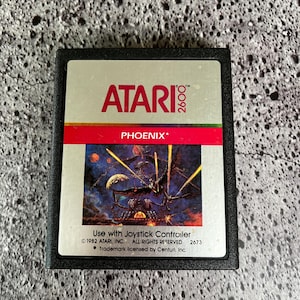 ATARI 2600
PHOENIX*
Use with Joystick Controller
©1982 ATARI, INC. ALL RIGHTS RESERVED 2673
* Trademark licensed by Centuri, Inc.